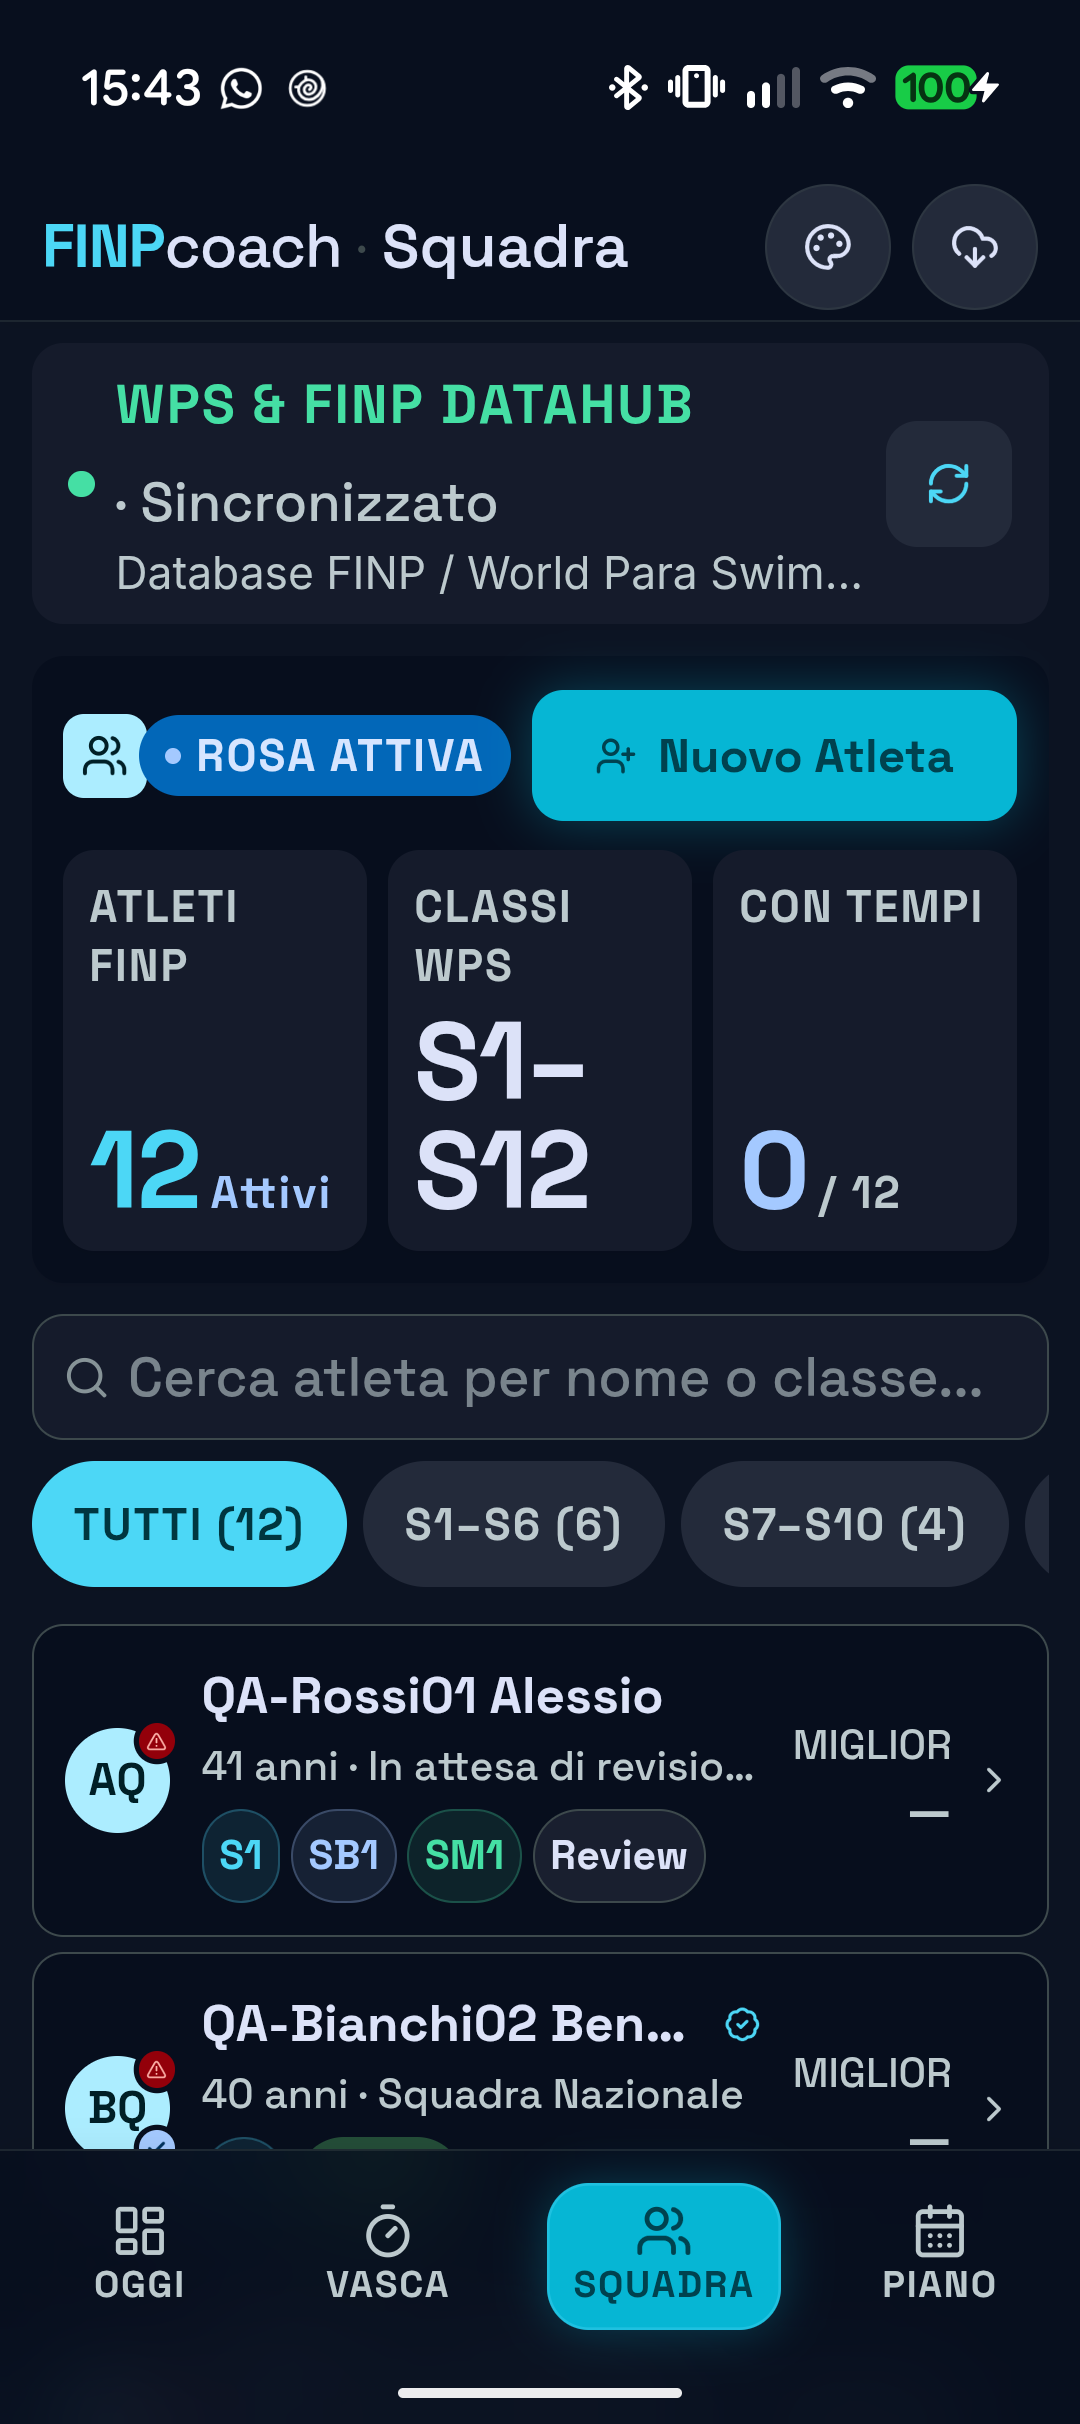 15:43
100
FINPcoach · Squadra
WPS & FINP DATAHUB
· Sincronizzato
Database FINP / World Para Swim...
ROSA ATTIVA
Nuovo Atleta
ATLETI
FINP
12 Attivi
CLASSI
WPS
S1–
S12
CON TEMPI
0 / 12
Cerca atleta per nome o classe...
TUTTI (12)
S1–S6 (6)
S7–S10 (4)
QA-Rossi01 Alessio
AQ
41 anni · In attesa di revisio...
S1
SB1
SM1
Review
MIGLIOR
—
QA-Bianchi02 Ben...
BQ
40 anni · Squadra Nazionale
MIGLIOR
—
OGGI
VASCA
SQUADRA
PIANO